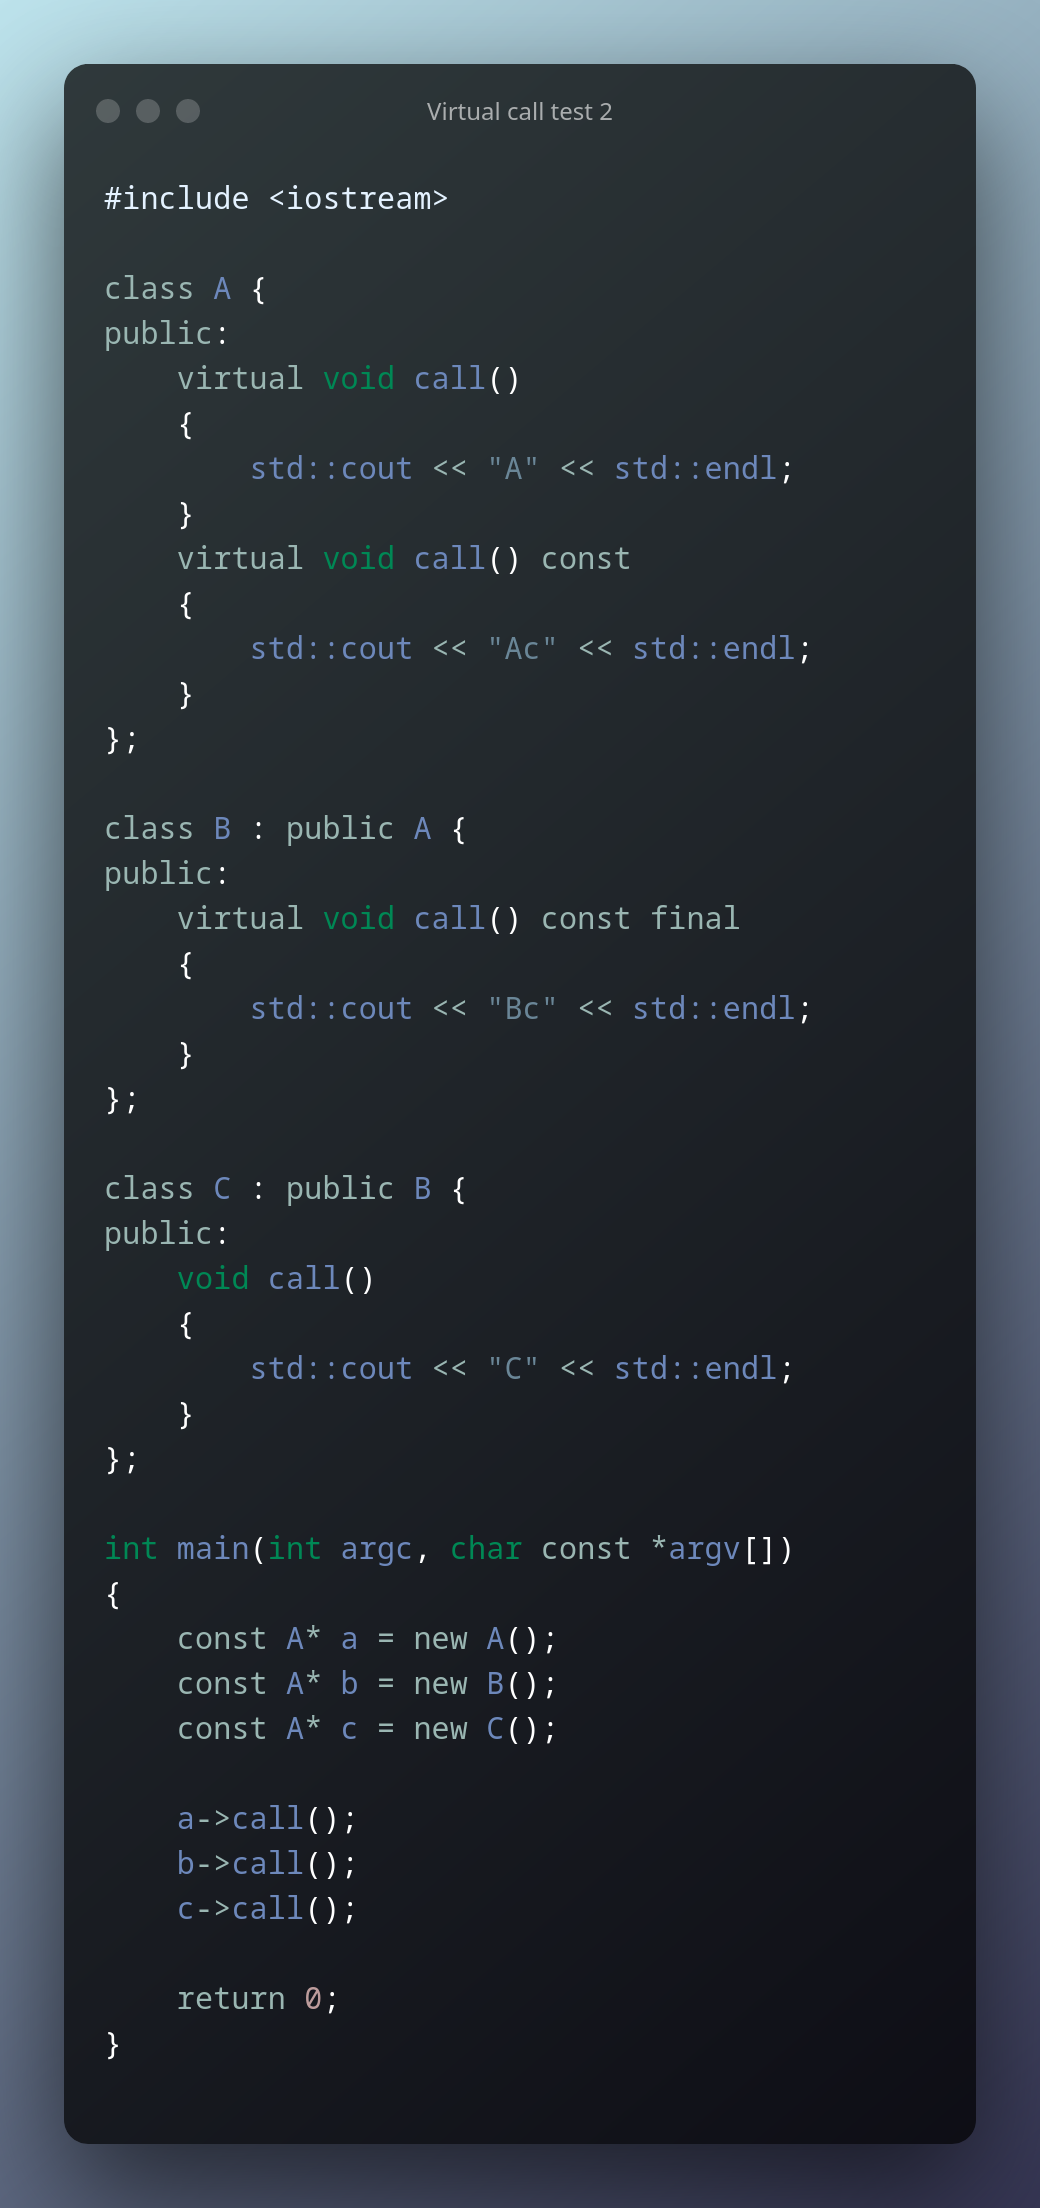 Virtual call test 2
#include <iostream>
class A {
public:
    virtual void call()
    {
        std::cout << "A" << std::endl;
    }
    virtual void call() const
    {
        std::cout << "Ac" << std::endl;
    }
};
class B : public A {
public:
    virtual void call() const final
    {
        std::cout << "Bc" << std::endl;
    }
};
class C : public B {
public:
    void call()
    {
        std::cout << "C" << std::endl;
    }
};
int main(int argc, char const *argv[])
{
    const A* a = new A();
    const A* b = new B();
    const A* c = new C();
    a->call();
    b->call();
    c->call();
    return 0;
}